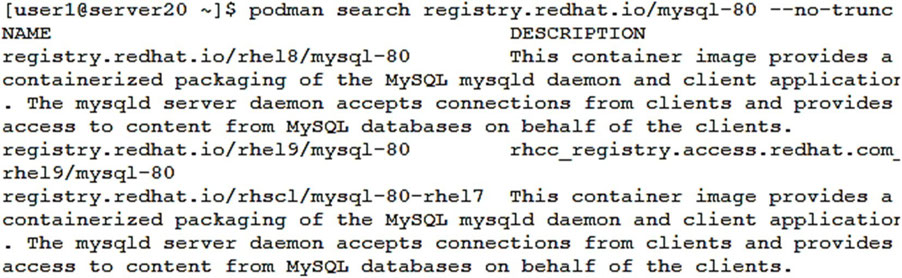 [user1@server20 ~]$ podman search registry.redhat.io/mysql-80 --no-trunc
NAME DESCRIPTION
registry.redhat.io/rhel8/mysql-80 This container image provides a
containerized packaging of the MySQL mysqld daemon and client application
. The mysqld server daemon accepts connections from clients and provides
access to content from MySQL databases on behalf of the clients.
registry.redhat.io/rhel9/mysql-80 rhcc_registry.access.redhat.com_
rhel9/mysql-80
registry.redhat.io/rhscl/mysql-80-rhel7 This container image provides a
containerized packaging of the MySQL mysqld daemon and client application
. The mysqld server daemon accepts connections from clients and provides
access to content from MySQL databases on behalf of the clients.